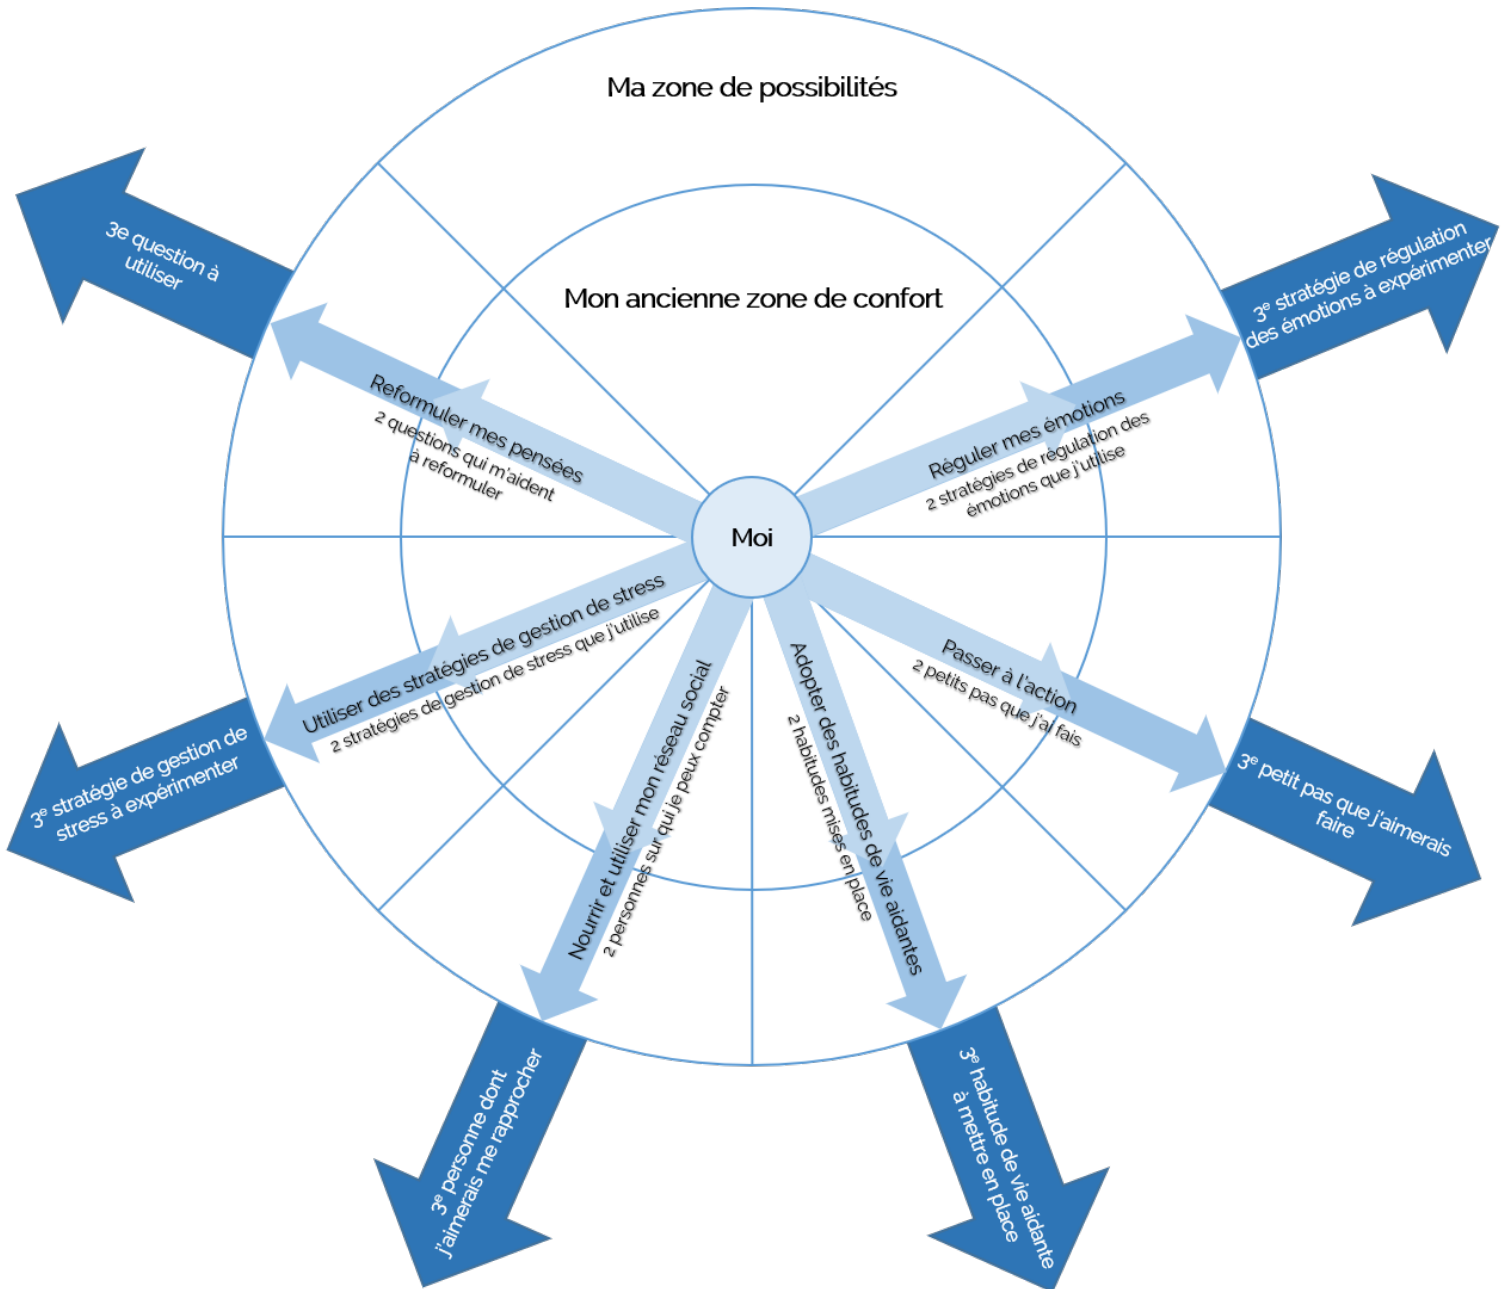 Ma zone de possibilités
Mon ancienne zone de confort
Moi
3e question à
utiliser
Reformuler mes pensées
2 questions qui m'aident
à reformuler
3e stratégie de régulation
des émotions à expérimenter
Réguler mes émotions
2 stratégies de régulation des
émotions que j'utilise
Utiliser des stratégies de gestion de stress
2 stratégies de gestion de stress que j'utilise
3e stratégie de gestion de
stress à expérimenter
Passer à l'action
2 petits pas que j'ai fais
3e petit pas que j'aimerais
faire
Nourrir et utiliser mon réseau social
2 personnes sur qui je peux compter
3e personne dont
j'aimerais me rapprocher
Adopter des habitudes de vie aidantes
2 habitudes mises en place
3e habitude de vie aidante
à mettre en place